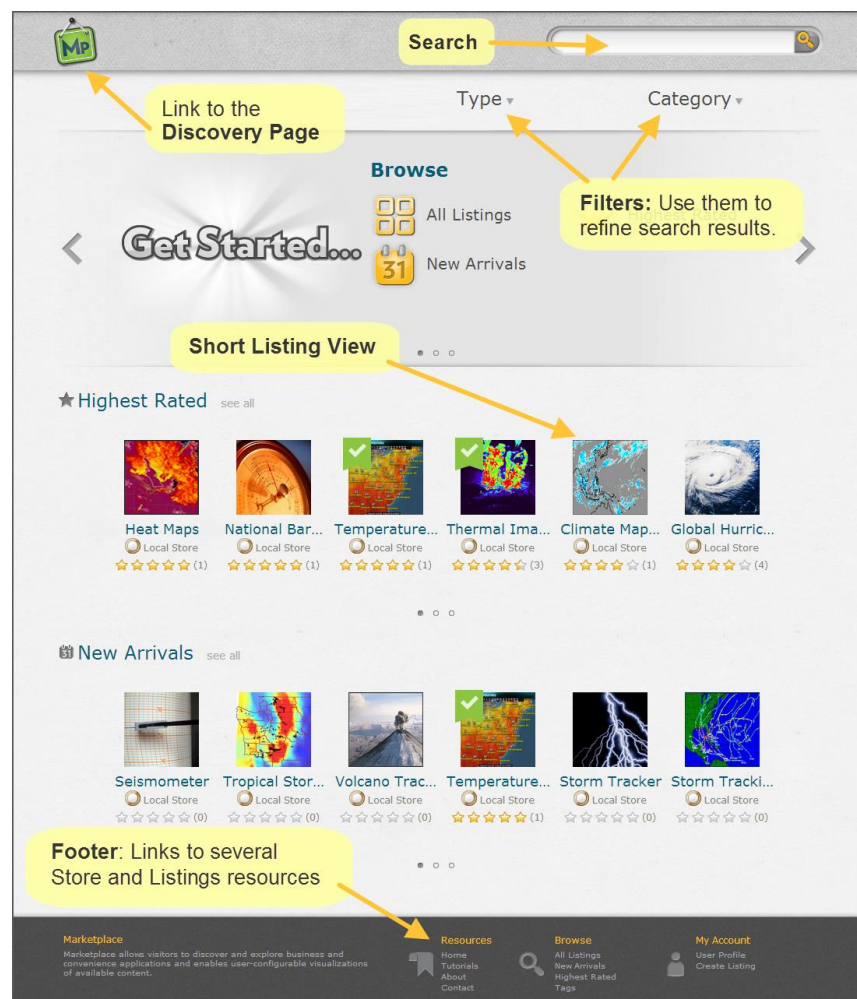 MP
Search
Link to the
Discovery Page
Type
Category
Browse
Filters: Use them to
refine search results.
All Listings
Highest Rated
Get Started...
31
New Arrivals
Short Listing View
Highest Rated see all
Heat Maps
Local Store
(1)
National Bar...
Local Store
(1)
Temperature...
Local Store
(1)
Thermal Ima...
Local Store
(3)
Climate Map...
Local Store
(1)
Global Hurric...
Local Store
(4)
31 New Arrivals see all
Seismometer
Local Store
(0)
Tropical Stor...
Local Store
(0)
Volcano Trac...
Local Store
(0)
Temperature...
Local Store
(1)
Storm Tracker
Local Store
(0)
Storm Tracki...
Local Store
(0)
Footer: Links to several
Store and Listings resources
Marketplace
Marketplace allows visitors to discover and explore business and
convenience applications and enables user-configurable visualizations
of available content.
Resources
Home
Tutorials
About
Contact
Browse
All Listings
New Arrivals
Highest Rated
Tags
My Account
User Profile
Create Listing